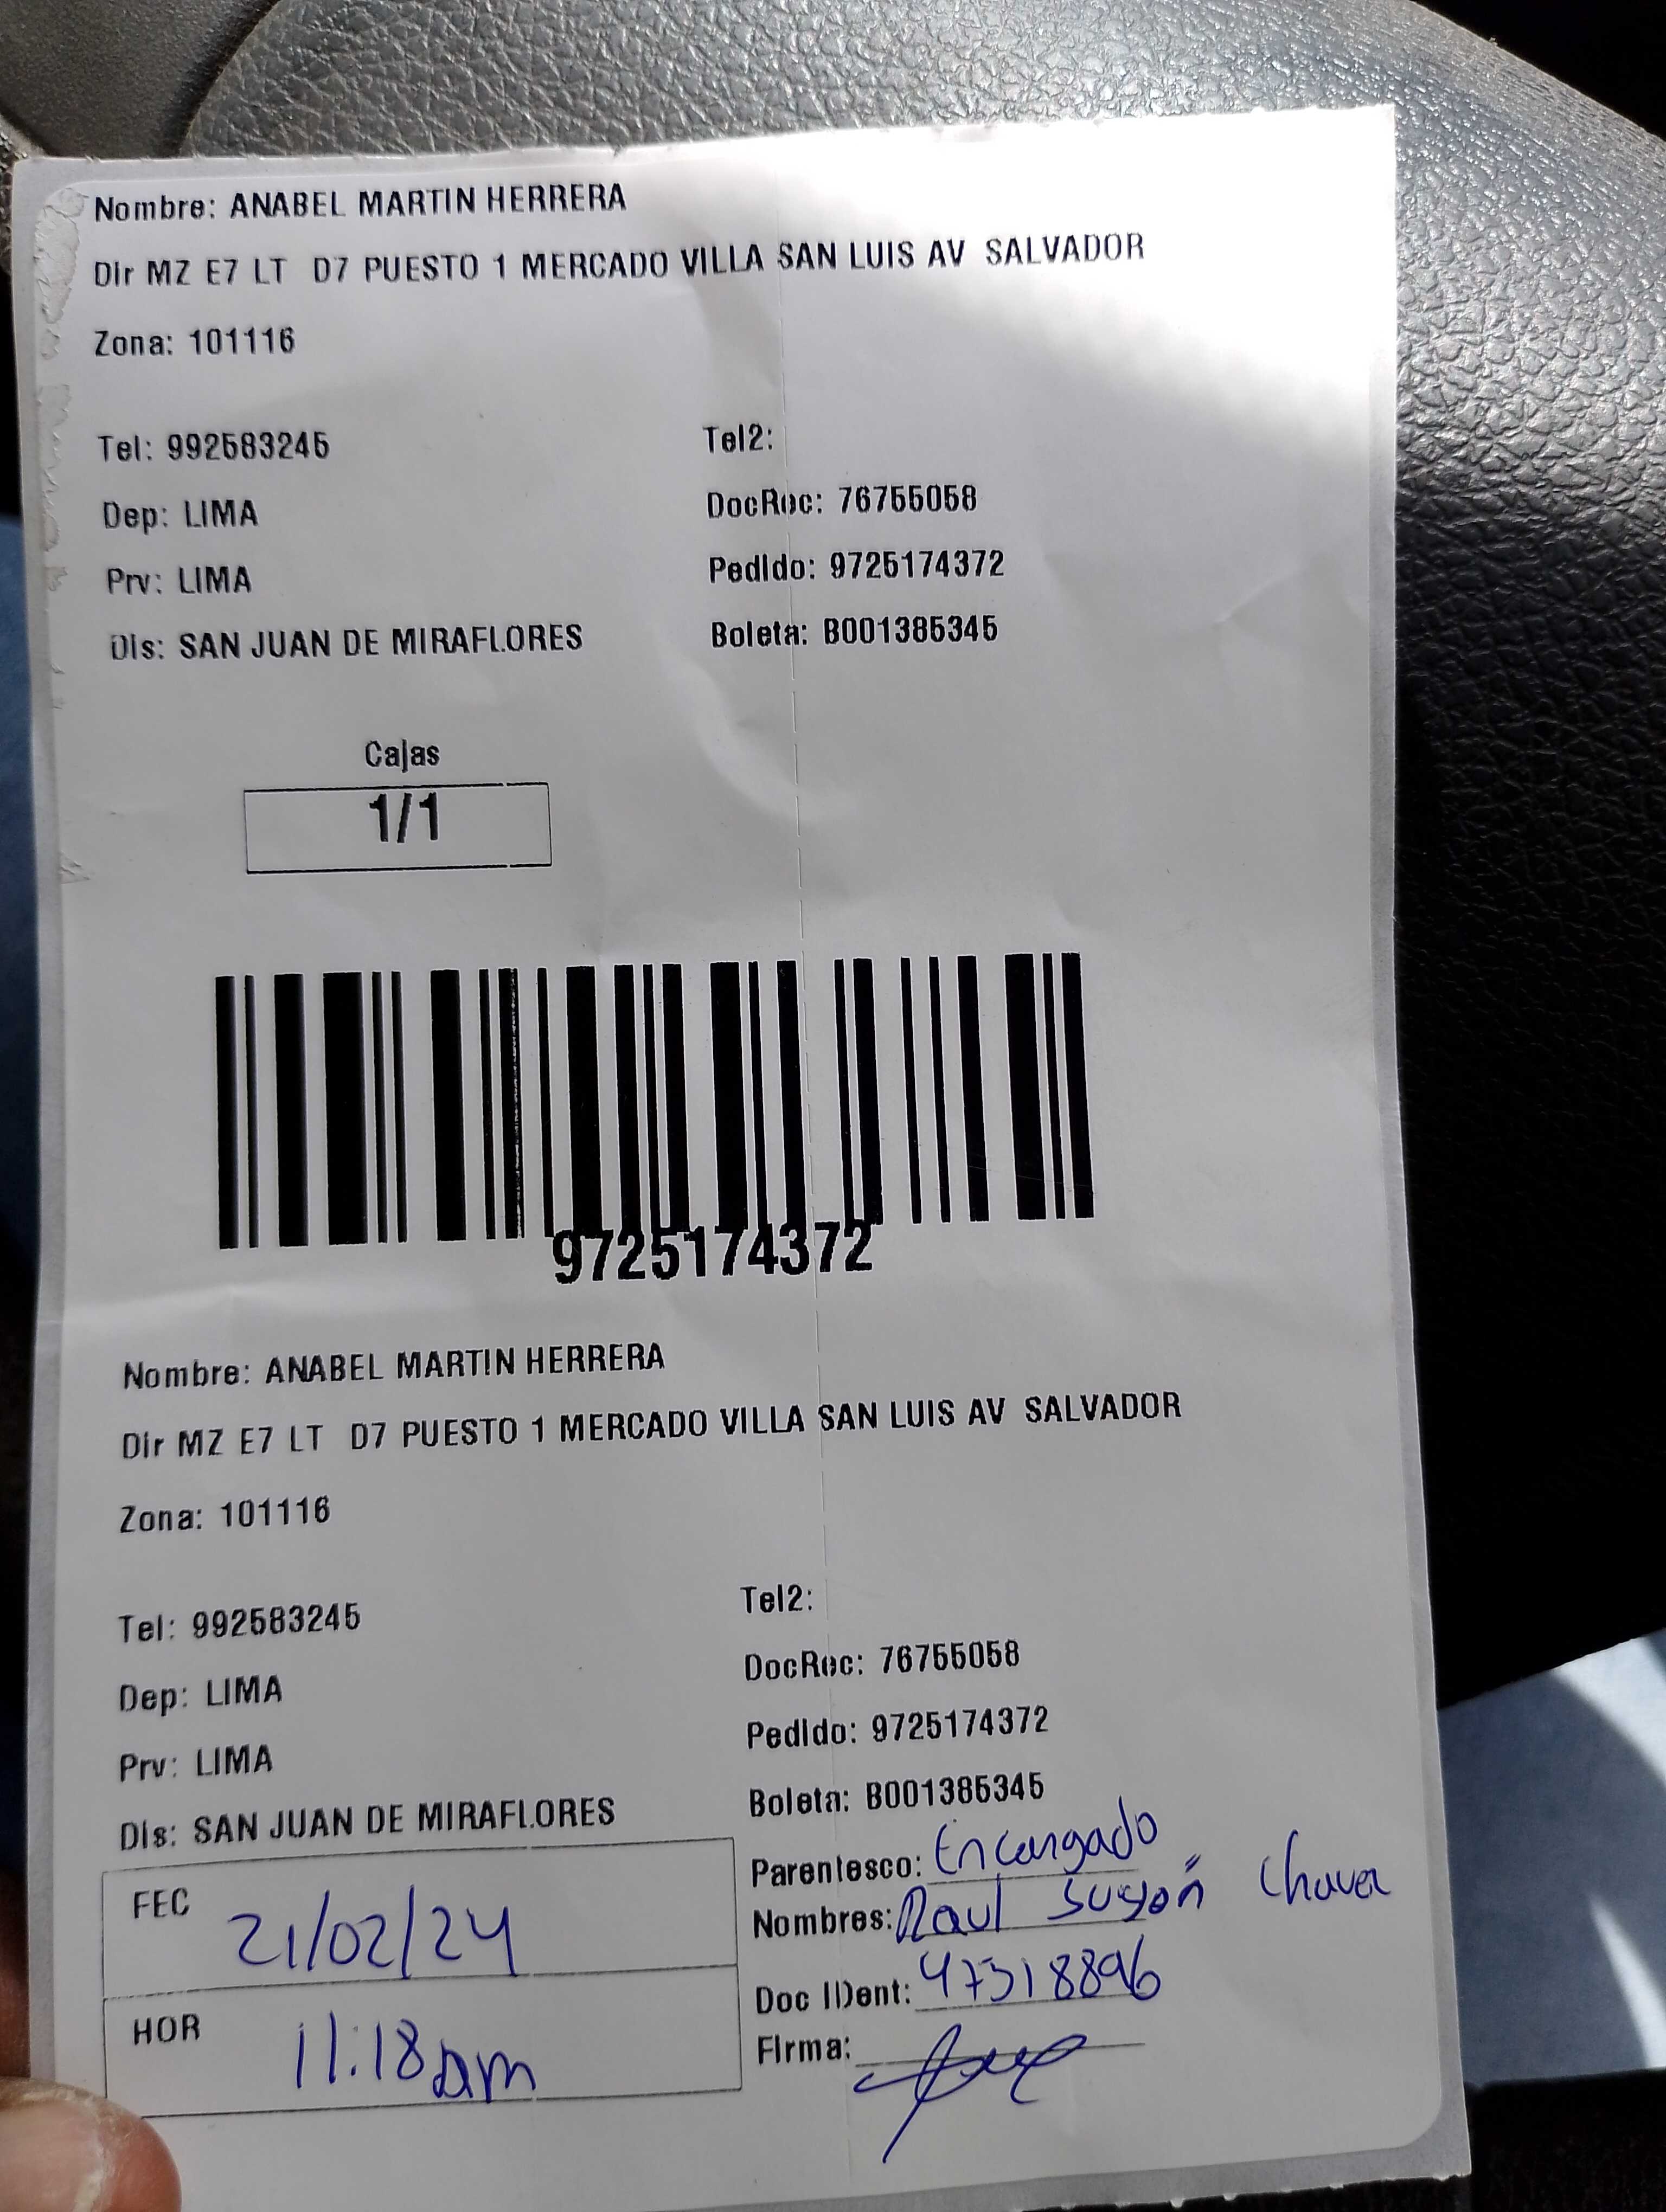 Nombre: ANABEL MARTIN HERRERA
Dir MZ E7 LT D7 PUESTO 1 MERCADO VILLA SAN LUIS AV SALVADOR
Zona: 101116
Tel: 992583245 Tel2:
Dep: LIMA DocRec: 76755058
Prv: LIMA Pedido: 9725174372
Dis: SAN JUAN DE MIRAFLORES Boleta: B001385345
Cajas
1/1
9725174372
Nombre: ANABEL MARTIN HERRERA
Dir MZ E7 LT D7 PUESTO 1 MERCADO VILLA SAN LUIS AV SALVADOR
Zona: 101116
Tel: 992583245 Tel2:
Dep: LIMA DocRec: 76755058
Prv: LIMA Pedido: 9725174372
Dis: SAN JUAN DE MIRAFLORES Boleta: B001385345
Parentesco: Encargado
FEC 21/02/24 Nombres: Raul Suyón
HOR 11:18am Doc IDent: 47318896
Firma: